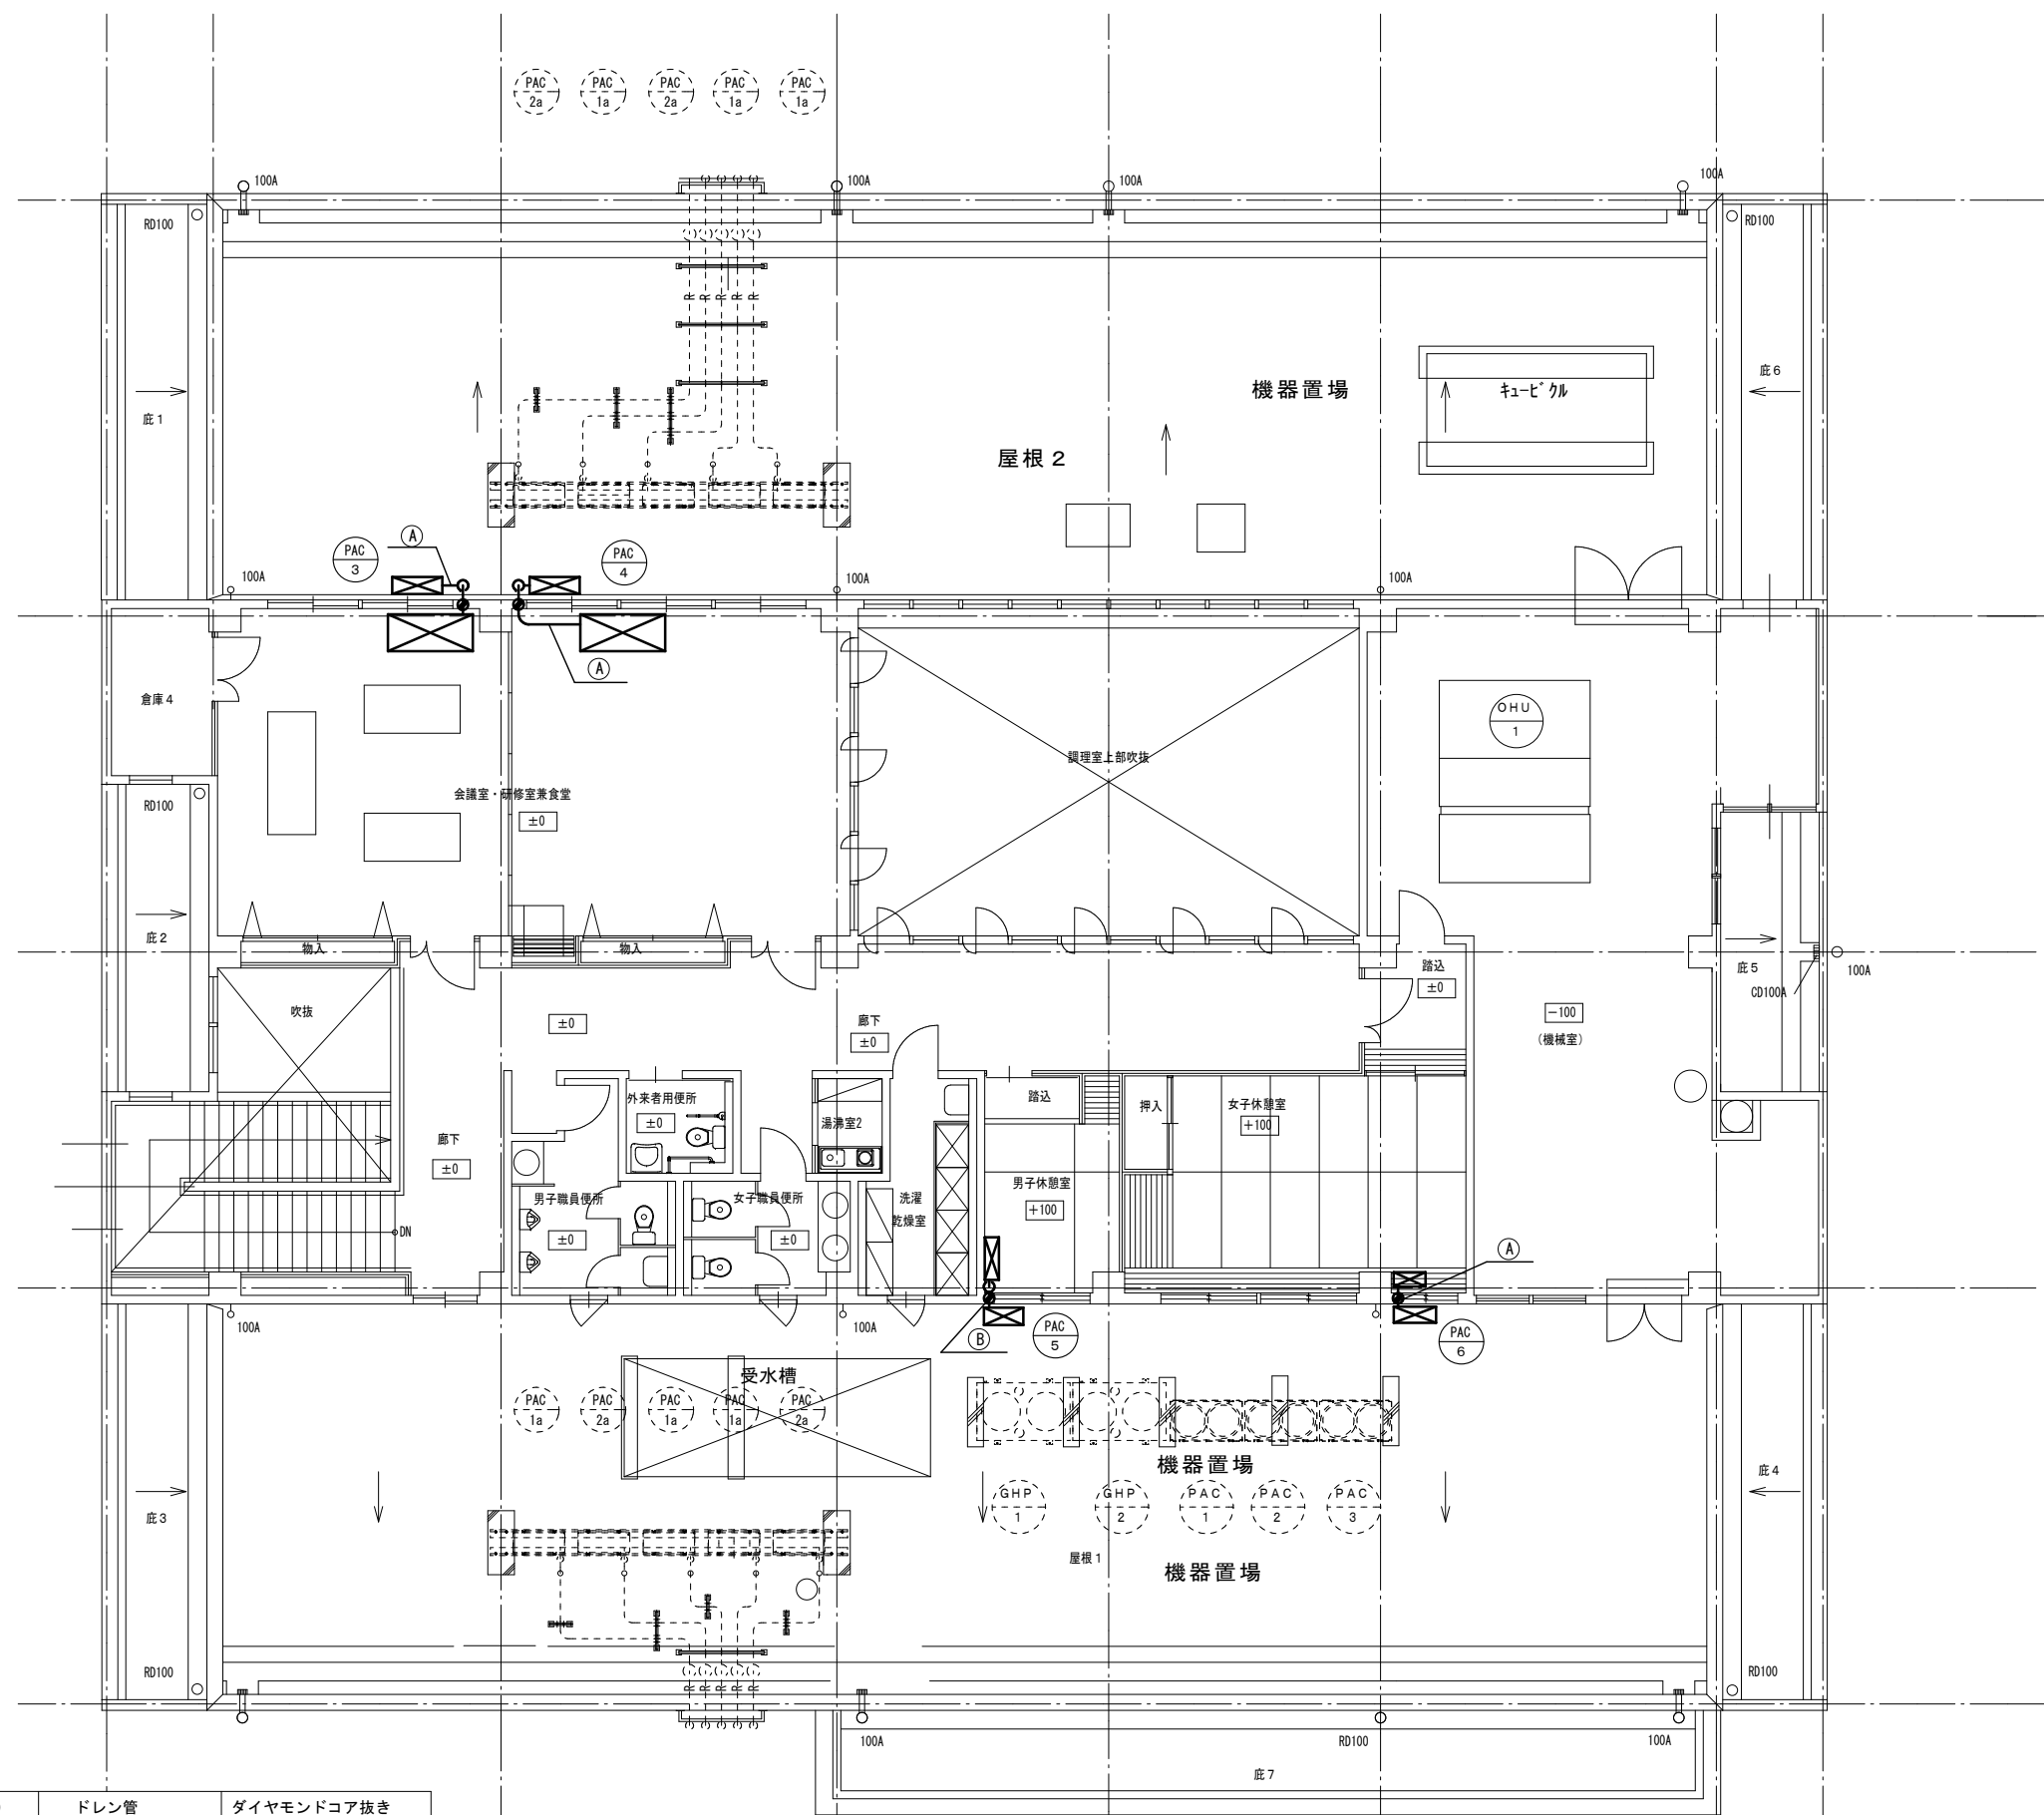 PAC 2a
PAC 1a
PAC 2a
PAC 1a
PAC 1a
100A
100A
100A
100A
RD100
RD100
R R R R R
庇1
機器置場
キュービクル
庇6
屋根2
A
PAC 3
PAC 4
100A
100A
100A
A
倉庫4
OHU 1
調理室上部吹抜
会議室・研修室兼食堂
±0
RD100
庇2
物入
物入
踏込
±0
庇5
100A
CD100A
吹抜
±0
廊下
±0
-100
(機械室)
外来者用便所
±0
湯沸室2
踏込
押入
女子休憩室
+100
廊下
±0
男子職員便所
±0
女子職員便所
±0
洗濯
乾燥室
男子休憩室
+100
DN
A
100A
100A
B
PAC 5
PAC 6
受水槽
PAC 1a
PAC 2a
PAC 1a
PAC 1a
PAC 2a
機器置場
庇4
GHP 1
GHP 2
PAC 1
PAC 2
PAC 3
庇3
屋根1
機器置場
RD100
R R R R R
RD100
100A
RD100
100A
庇7
ドレン管
ダイヤモンドコア抜き